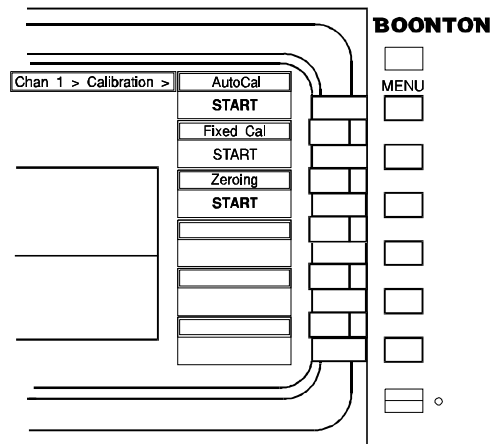 BOONTON
MENU
Chan 1 > Calibration >
AutoCal
START
Fixed Cal
START
Zeroing
START